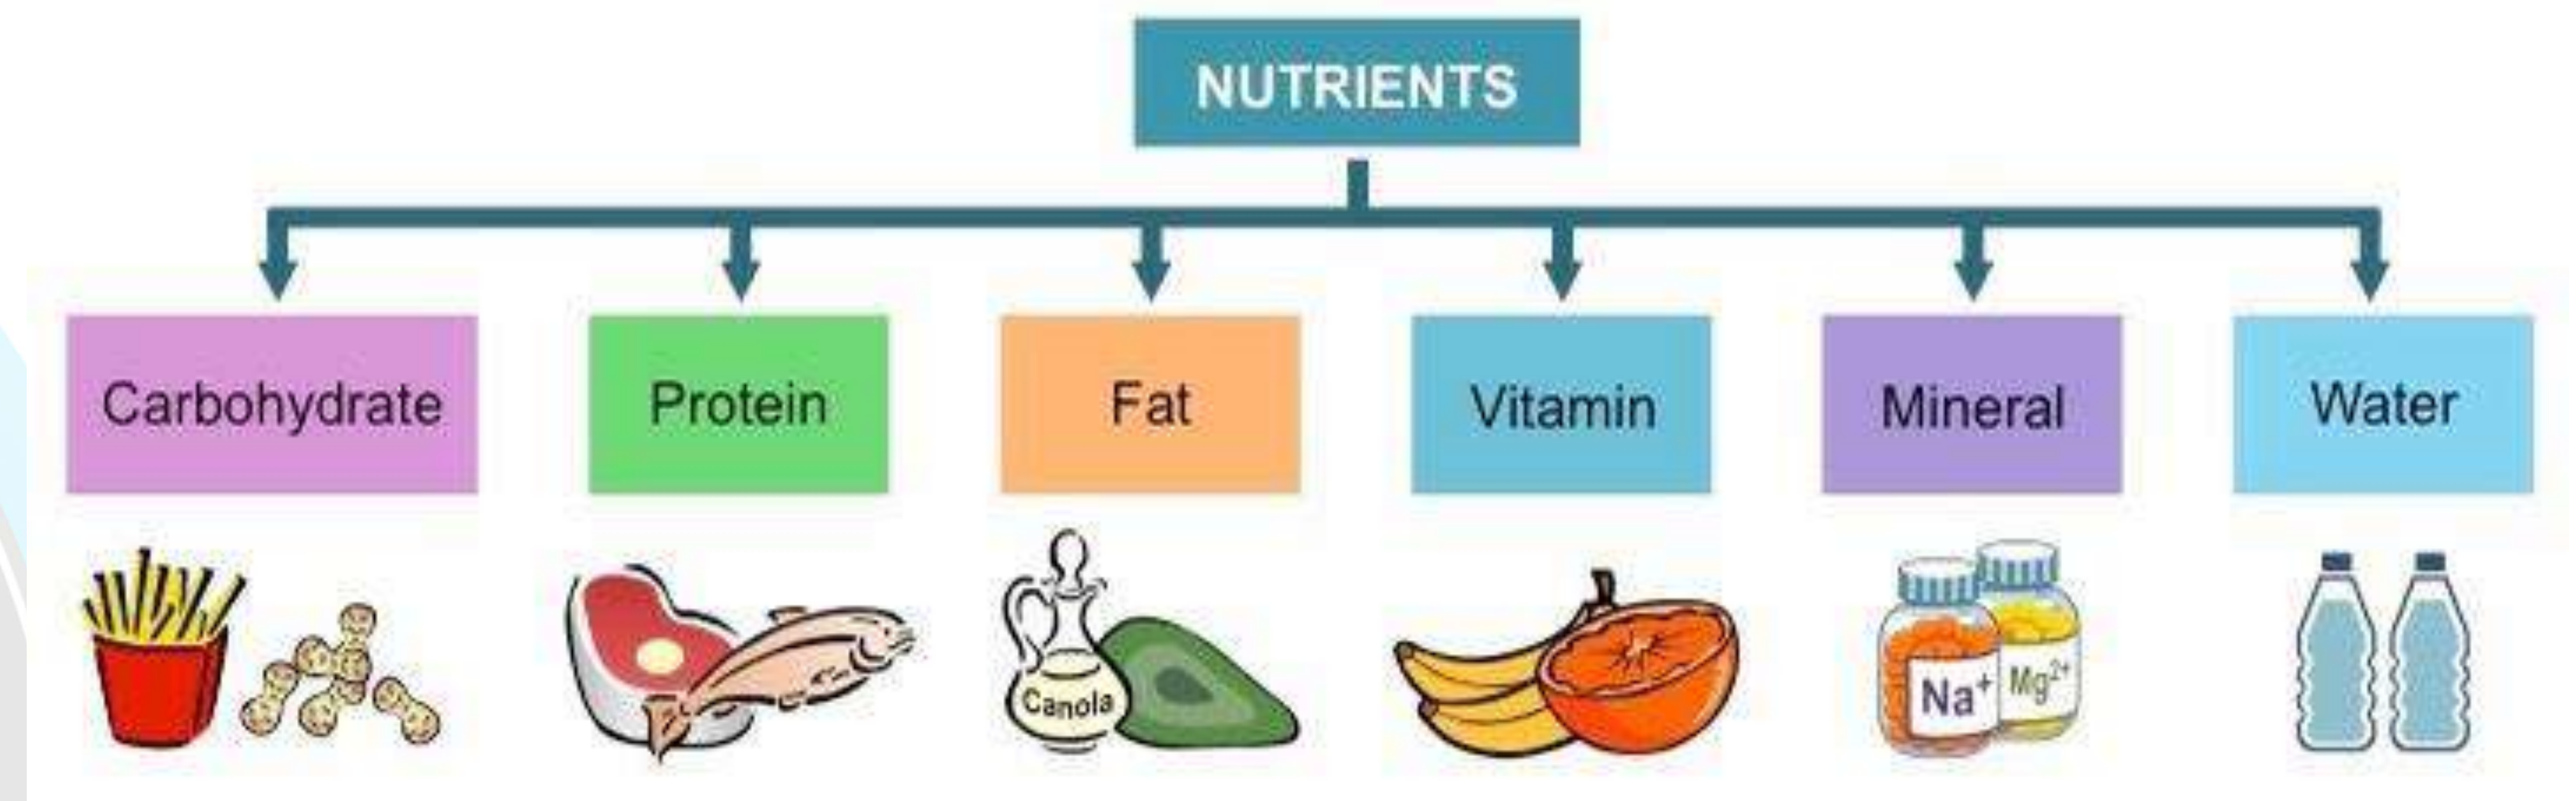 NUTRIENTS
Carbohydrate
Protein
Fat
Vitamin
Mineral
Water
Canola
Na⁺
Mg²⁺